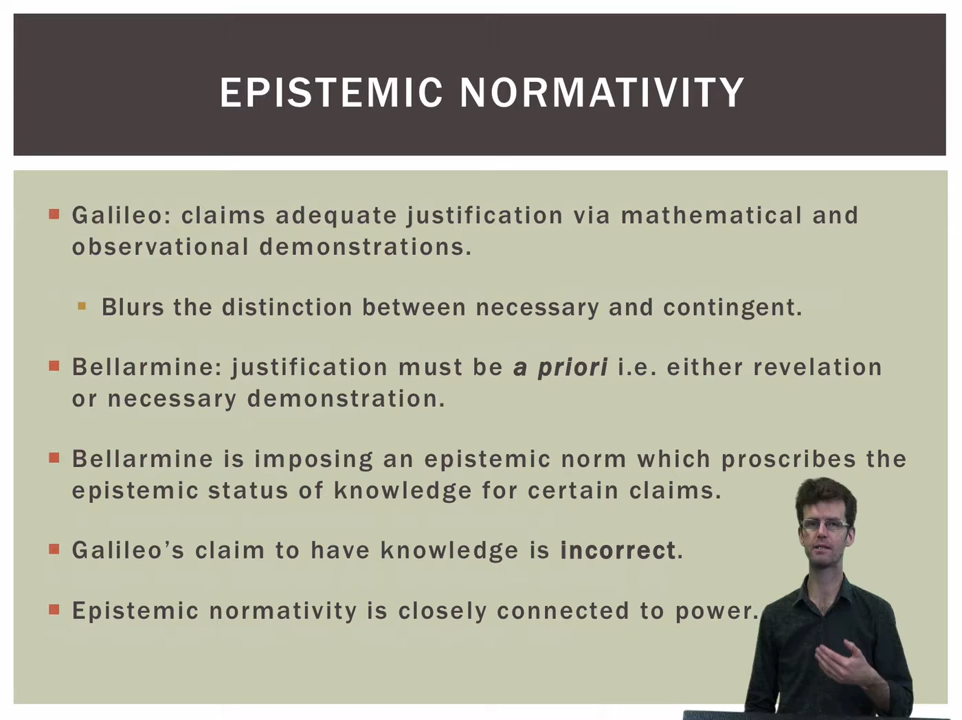 EPISTEMIC NORMATIVITY
Galileo: claims adequate justification via mathematical and
observational demonstrations.
Blurs the distinction between necessary and contingent.
Bellarmine: justification must be a priori i.e. either revelation
or necessary demonstration.
Bellarmine is imposing an epistemic norm which proscribes the
epistemic status of knowledge for certain claims.
Galileo's claim to have knowledge is incorrect.
Epistemic normativity is closely connected to power.